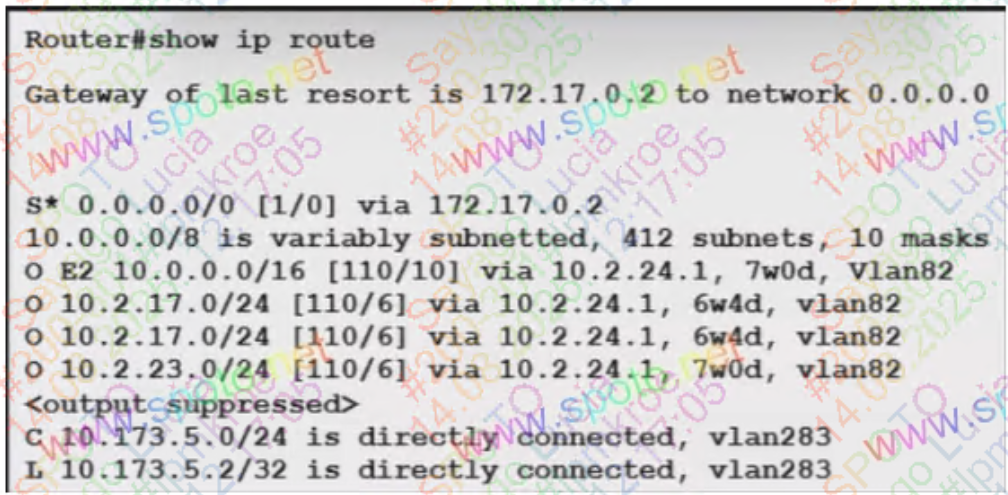 Router#show ip route
Gateway of last resort is 172.17.0.2 to network 0.0.0.0
S* 0.0.0.0/0 [1/0] via 172.17.0.2
10.0.0.0/8 is variably subnetted, 412 subnets, 10 masks
O E2 10.0.0.0/16 [110/10] via 10.2.24.1, 7w0d, Vlan82
O 10.2.17.0/24 [110/6] via 10.2.24.1, 6w4d, vlan82
O 10.2.17.0/24 [110/6] via 10.2.24.1, 6w4d, vlan82
O 10.2.23.0/24 [110/6] via 10.2.24.1, 7w0d, vlan82
<output suppressed>
C 10.173.5.0/24 is directly connected, vlan283
L 10.173.5.2/32 is directly connected, vlan283
www.spoto.net